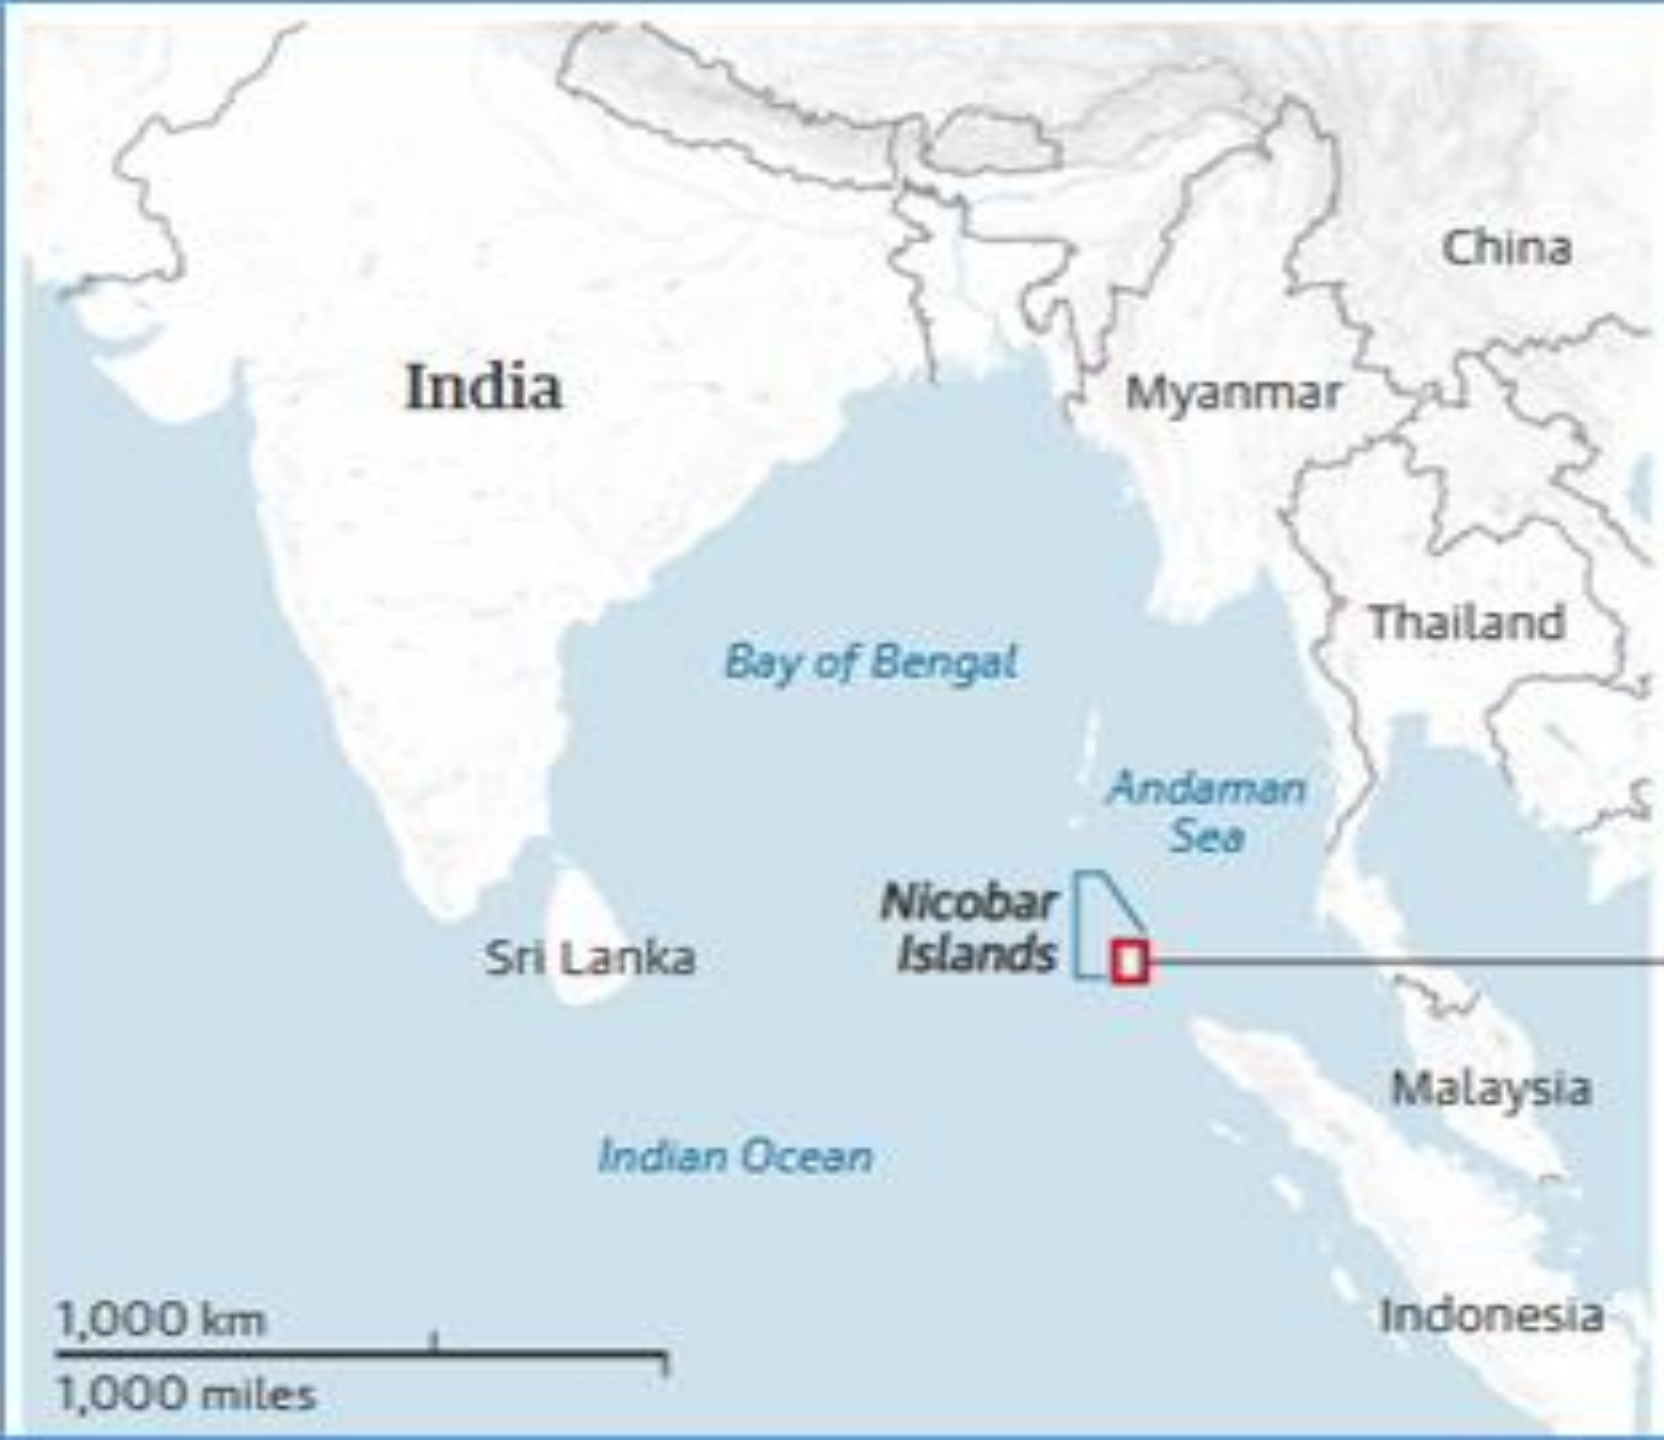 China
India
Myanmar
Thailand
Bay of Bengal
Andaman
Sea
Nicobar
Islands
Sri Lanka
Malaysia
Indian Ocean
Indonesia
1,000 km
1,000 miles